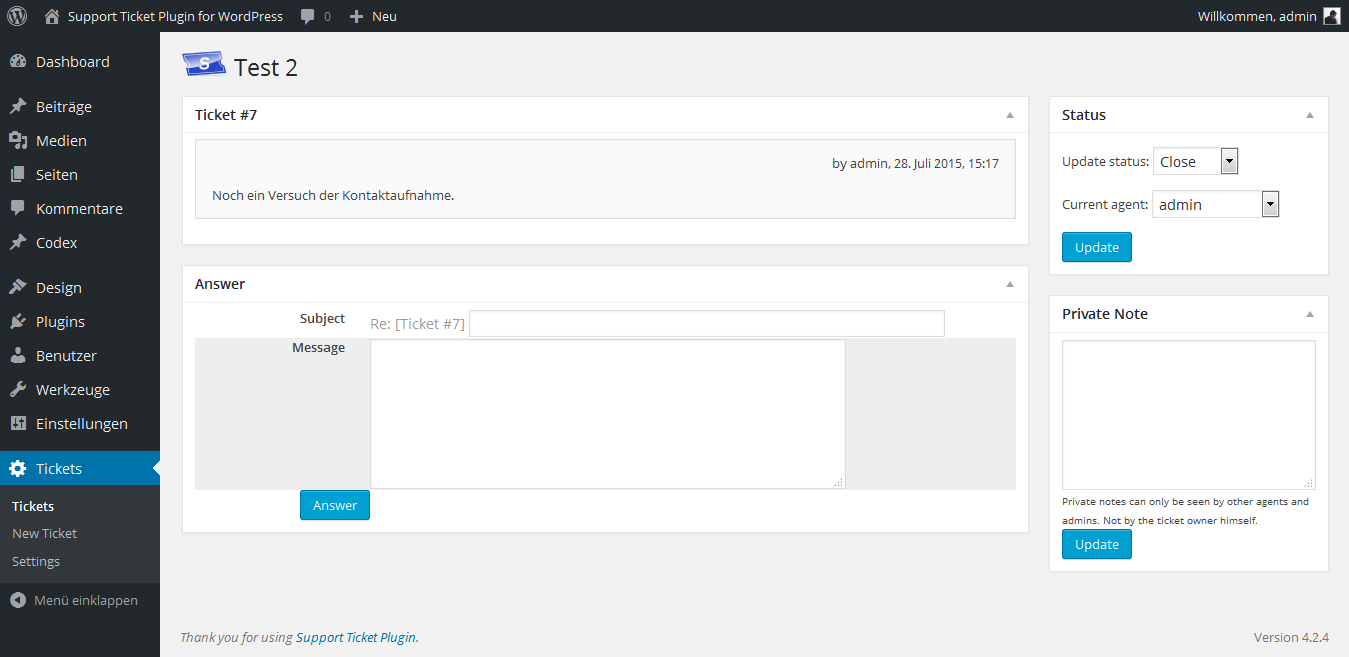 Support Ticket Plugin for WordPress 0 Neu Willkommen, admin
Dashboard
Beiträge
Medien
Seiten
Kommentare
Codex
Design
Plugins
Benutzer
Werkzeuge
Einstellungen
Tickets
Tickets
New Ticket
Settings
Menü einklappen
S Test 2
Ticket #7
by admin, 28. Juli 2015, 15:17
Noch ein Versuch der Kontaktaufnahme.
Answer
Subject Re: [Ticket #7]
Message
Answer
Status
Update status: Close
Current agent: admin
Update
Private Note
Private notes can only be seen by other agents and
admins. Not by the ticket owner himself.
Update
Thank you for using Support Ticket Plugin. Version 4.2.4